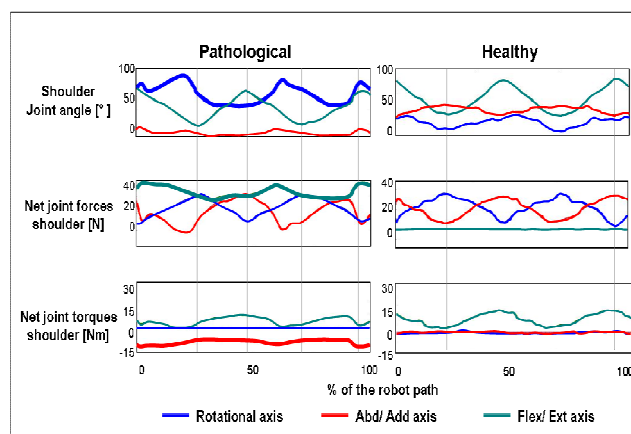 Pathological Healthy
100 100
Shoulder
Joint angle [° ]
50 50
0 0
40 40
Net joint forces
shoulder [N]
20 20
0 0
30 30
15 15
Net joint torques
shoulder [Nm]
0 0
-15 -15
0 50 100 0 50 100
% of the robot path
Rotational axis Abd/ Add axis Flex/ Ext axis